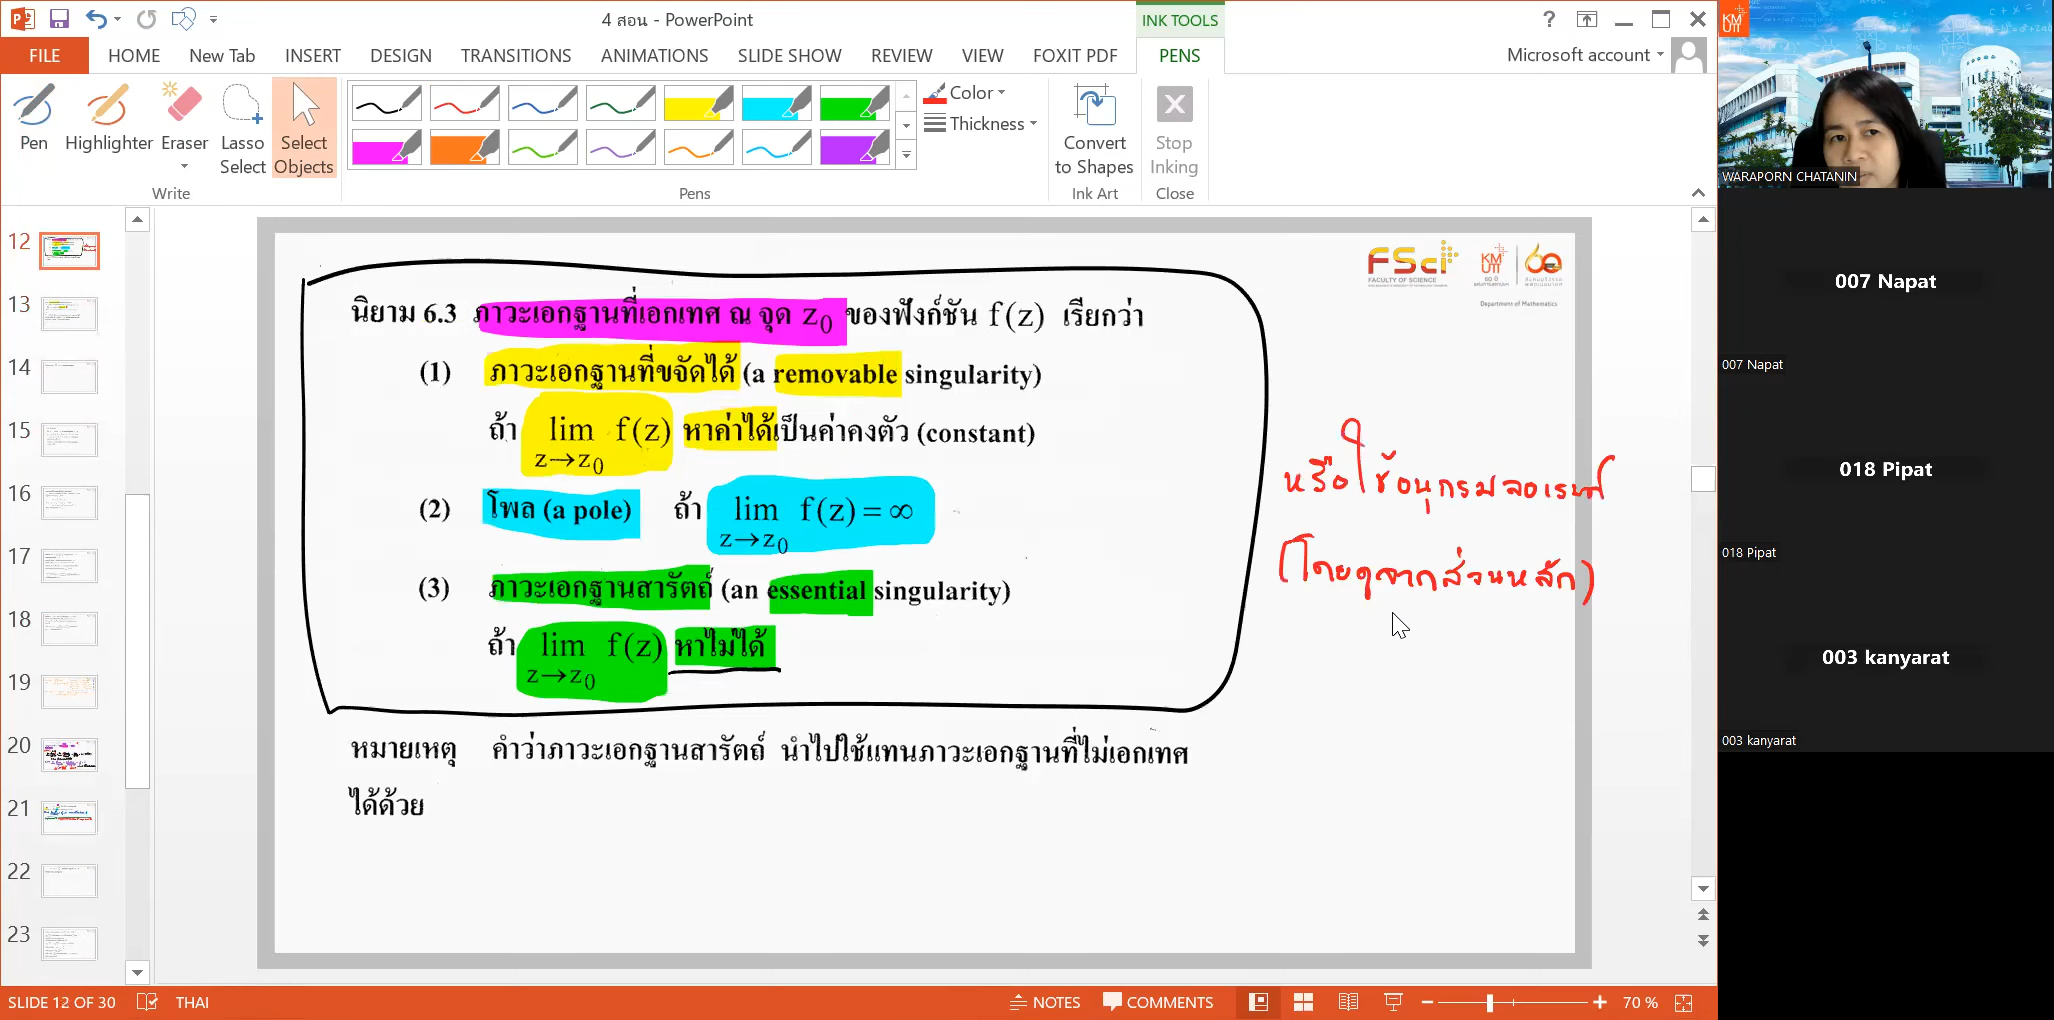 4 สอน - PowerPoint
INK TOOLS
FILE HOME New Tab INSERT DESIGN TRANSITIONS ANIMATIONS SLIDE SHOW REVIEW VIEW FOXIT PDF PENS
Microsoft account
Pen Highlighter Eraser Lasso Select Select Objects
Color
Thickness
Convert to Shapes
Stop Inking
Write
Pens
Ink Art
Close
12
13
14
15
16
17
18
19
20
21
22
23
FSci
FACULTY OF SCIENCE
KMUTT
Department of Mathematics
นิยาม 6.3 ภาวะเอกฐานที่เอกเทศ ณ จุด z₀ ของฟังก์ชัน f(z) เรียกว่า
(1) ภาวะเอกฐานที่ขจัดได้ (a removable singularity)
ถ้า lim f(z) หาค่าได้เป็นค่าคงตัว (constant)
z→z₀
(2) โพล (a pole) ถ้า lim f(z) = ∞
z→z₀
(3) ภาวะเอกฐานสารัตถ์ (an essential singularity)
ถ้า lim f(z) หาไม่ได้
z→z₀
หมายเหตุ คำว่าภาวะเอกฐานสารัตถ์ นำไปใช้แทนภาวะเอกฐานที่ไม่เอกเทศ
ได้ด้วย
หรือใช้อนุกรมลอเรนต์
(โดยดูจากส่วนหลัก)
WARAPORN CHATANIN
007 Napat
007 Napat
018 Pipat
018 Pipat
003 kanyarat
003 kanyarat
SLIDE 12 OF 30 THAI
NOTES COMMENTS 70 %